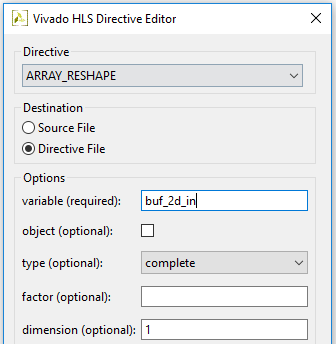 Vivado HLS Directive Editor
Directive
ARRAY_RESHAPE
Destination
Source File
Directive File
Options
variable (required): buf_2d_in
object (optional):
type (optional): complete
factor (optional):
dimension (optional): 1